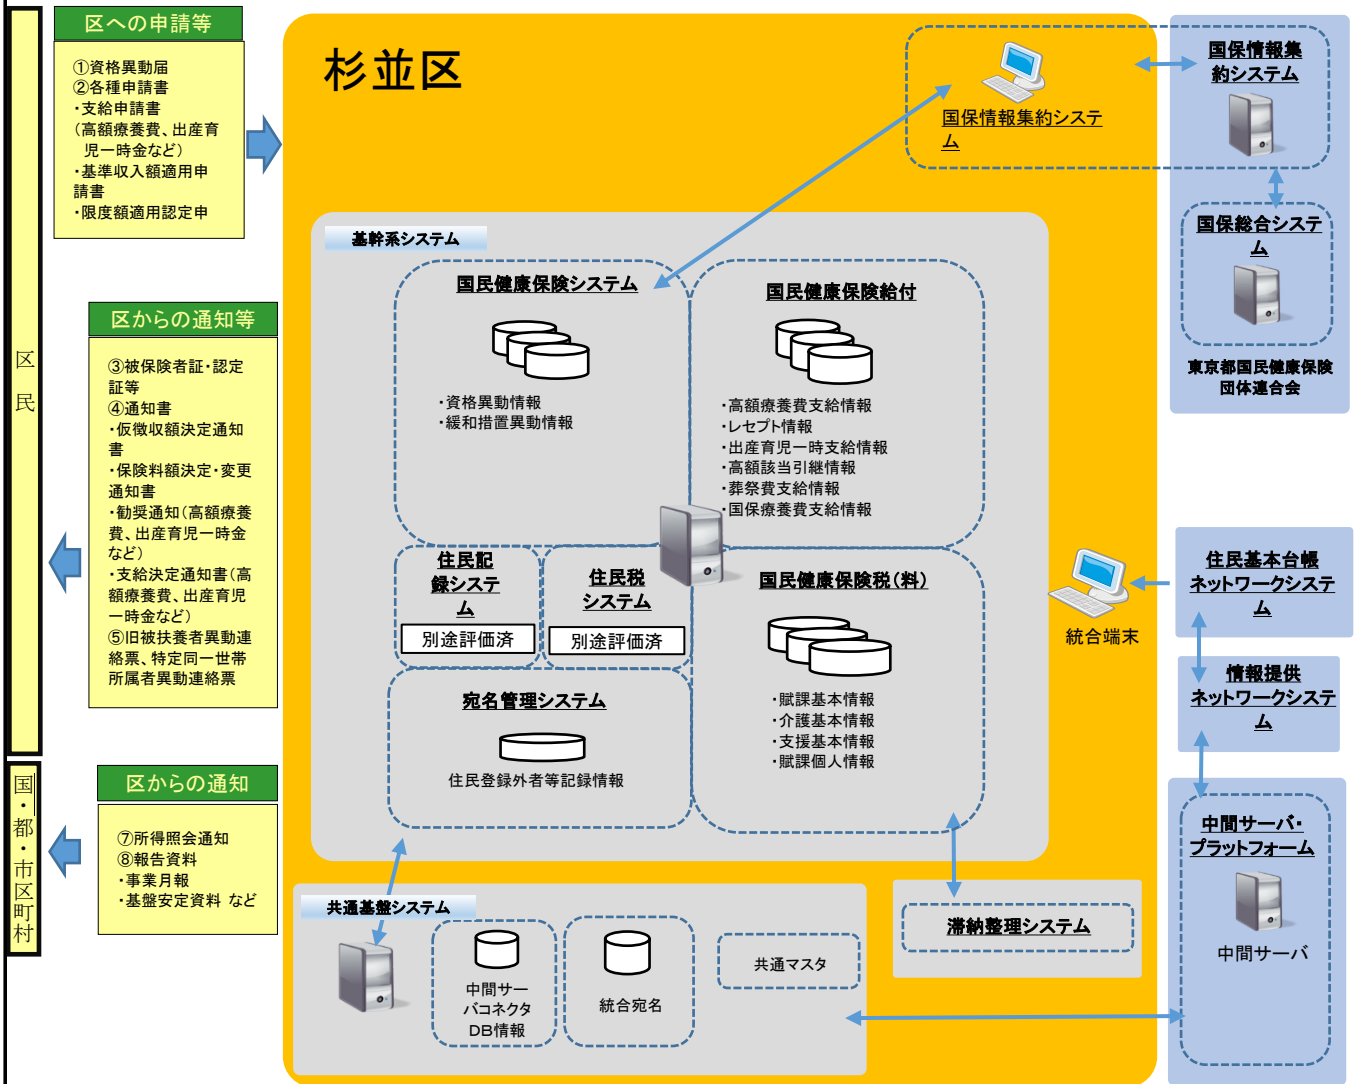 区への申請等
①資格異動届
②各種申請書
・支給申請書
（高額療養費、出産育
児一時金など）
・基準収入額適用申
請書
・限度額適用認定申
区 民
区からの通知等
③被保険者証・認定
証等
④通知書
・仮徴収額決定通知
書
・保険料額決定・変更
通知書
・勧奨通知（高額療養
費、出産育児一時金
など）
・支給決定通知書（高
額療養費、出産育児
一時金など）
⑤旧被扶養者異動連
絡票、特定同一世帯
所属者異動連絡票
国・都・市区町村
区からの通知
⑦所得照会通知
⑧報告資料
・事業月報
・基盤安定資料 など
杉並区
国保情報集約システ
ム
国保情報集
約システム
国保総合システ
ム
東京都国民健康保険
団体連合会
基幹系システム
国民健康保険システム
・資格異動情報
・緩和措置異動情報
国民健康保険給付
・高額療養費支給情報
・レセプト情報
・出産育児一時支給情報
・高額該当引継情報
・葬祭費支給情報
・国保療養費支給情報
住民記
録システ
ム
別途評価済
住民税
システム
別途評価済
国民健康保険税（料）
・賦課基本情報
・介護基本情報
・支援基本情報
・賦課個人情報
宛名管理システム
住民登録外者等記録情報
統合端末
住民基本台帳
ネットワークシステ
ム
情報提供
ネットワークシステ
ム
中間サーバ・
プラットフォーム
中間サーバ
共通基盤システム
中間サー
バコネクタ
ＤＢ情報
統合宛名
共通マスタ
滞納整理システム